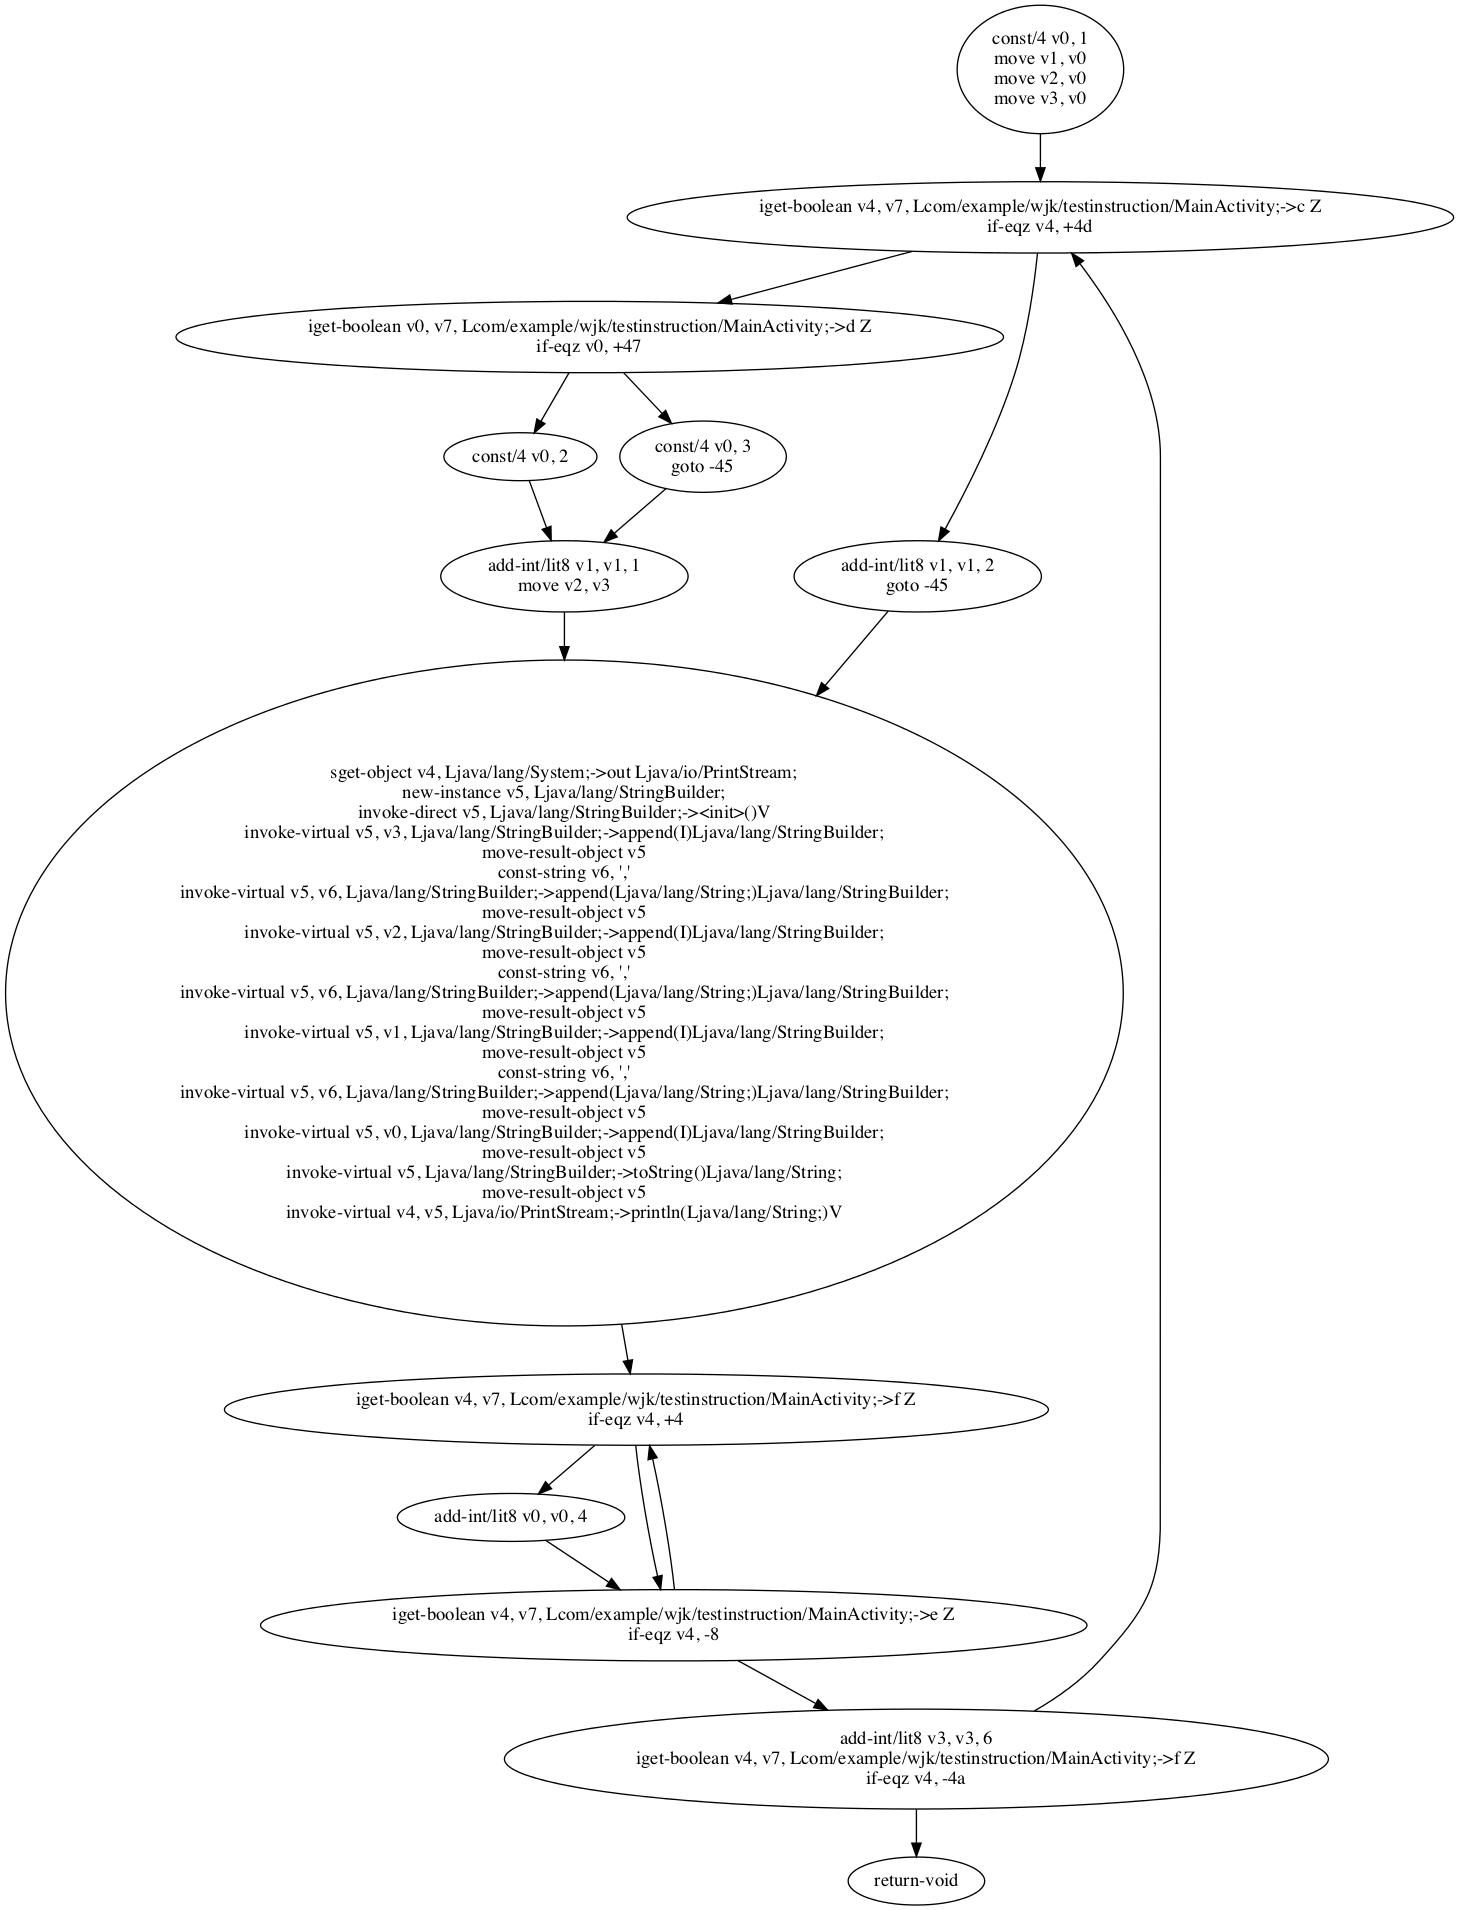 const/4 v0, 1
move v1, v0
move v2, v0
move v3, v0
iget-boolean v4, v7, Lcom/example/wjk/testinstruction/MainActivity;->c Z
if-eqz v4, +4d
iget-boolean v0, v7, Lcom/example/wjk/testinstruction/MainActivity;->d Z
if-eqz v0, +47
const/4 v0, 2
const/4 v0, 3
goto -45
add-int/lit8 v1, v1, 1
move v2, v3
add-int/lit8 v1, v1, 2
goto -45
sget-object v4, Ljava/lang/System;->out Ljava/io/PrintStream;
new-instance v5, Ljava/lang/StringBuilder;
invoke-direct v5, Ljava/lang/StringBuilder;-><init>()V
invoke-virtual v5, v3, Ljava/lang/StringBuilder;->append(I)Ljava/lang/StringBuilder;
move-result-object v5
const-string v6, ','
invoke-virtual v5, v6, Ljava/lang/StringBuilder;->append(Ljava/lang/String;)Ljava/lang/StringBuilder;
move-result-object v5
invoke-virtual v5, v2, Ljava/lang/StringBuilder;->append(I)Ljava/lang/StringBuilder;
move-result-object v5
const-string v6, ','
invoke-virtual v5, v6, Ljava/lang/StringBuilder;->append(Ljava/lang/String;)Ljava/lang/StringBuilder;
move-result-object v5
invoke-virtual v5, v1, Ljava/lang/StringBuilder;->append(I)Ljava/lang/StringBuilder;
move-result-object v5
const-string v6, ','
invoke-virtual v5, v6, Ljava/lang/StringBuilder;->append(Ljava/lang/String;)Ljava/lang/StringBuilder;
move-result-object v5
invoke-virtual v5, v0, Ljava/lang/StringBuilder;->append(I)Ljava/lang/StringBuilder;
move-result-object v5
invoke-virtual v5, Ljava/lang/StringBuilder;->toString()Ljava/lang/String;
move-result-object v5
invoke-virtual v4, v5, Ljava/io/PrintStream;->println(Ljava/lang/String;)V
iget-boolean v4, v7, Lcom/example/wjk/testinstruction/MainActivity;->f Z
if-eqz v4, +4
add-int/lit8 v0, v0, 4
iget-boolean v4, v7, Lcom/example/wjk/testinstruction/MainActivity;->e Z
if-eqz v4, -8
add-int/lit8 v3, v3, 6
iget-boolean v4, v7, Lcom/example/wjk/testinstruction/MainActivity;->f Z
if-eqz v4, -4a
return-void